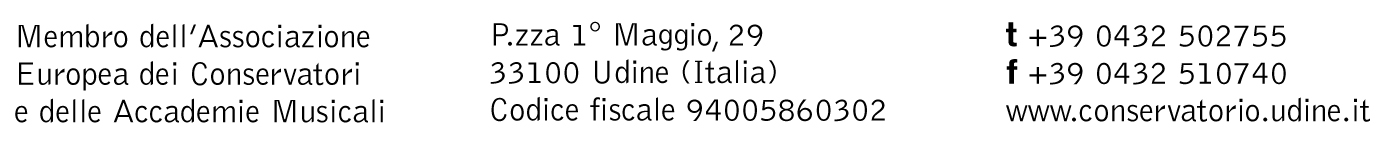 Membro dell'Associazione
Europea dei Conservatori
e delle Accademie Musicali
P.zza 1° Maggio, 29
33100 Udine (Italia)
Codice fiscale 94005860302
t +39 0432 502755
f +39 0432 510740
www.conservatorio.udine.it